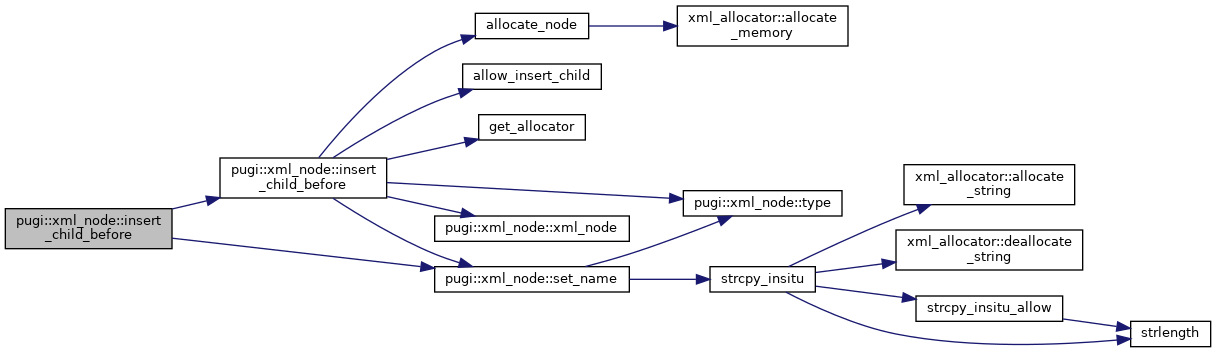 pugi::xml_node::insert
_child_before
pugi::xml_node::insert
_child_before
allocate_node
allow_insert_child
get_allocator
pugi::xml_node::xml_node
pugi::xml_node::set_name
xml_allocator::allocate
_memory
pugi::xml_node::type
strcpy_insitu
xml_allocator::allocate
_string
xml_allocator::deallocate
_string
strcpy_insitu_allow
strlength